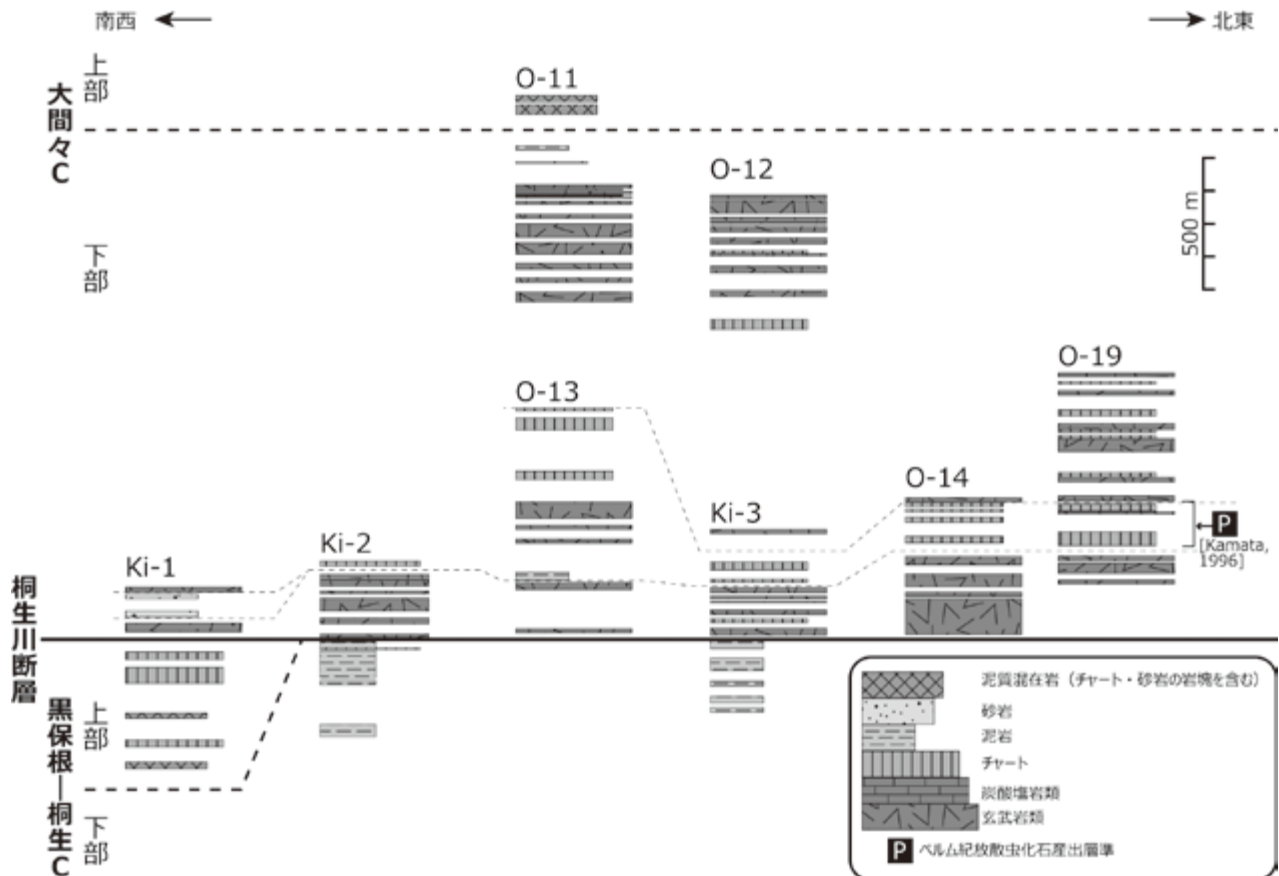 南西
北東
上部
大間々C
下部
O-11
O-12
500 m
O-13
O-19
O-14
P
[Kamata,
1996]
Ki-1
Ki-2
Ki-3
桐生川断層
黒保根―桐生C
上部
下部
泥質混在岩（チャート・砂岩の岩塊を含む）
砂岩
泥岩
チャート
炭酸塩岩類
玄武岩類
P ペルム紀放散虫化石産出層準